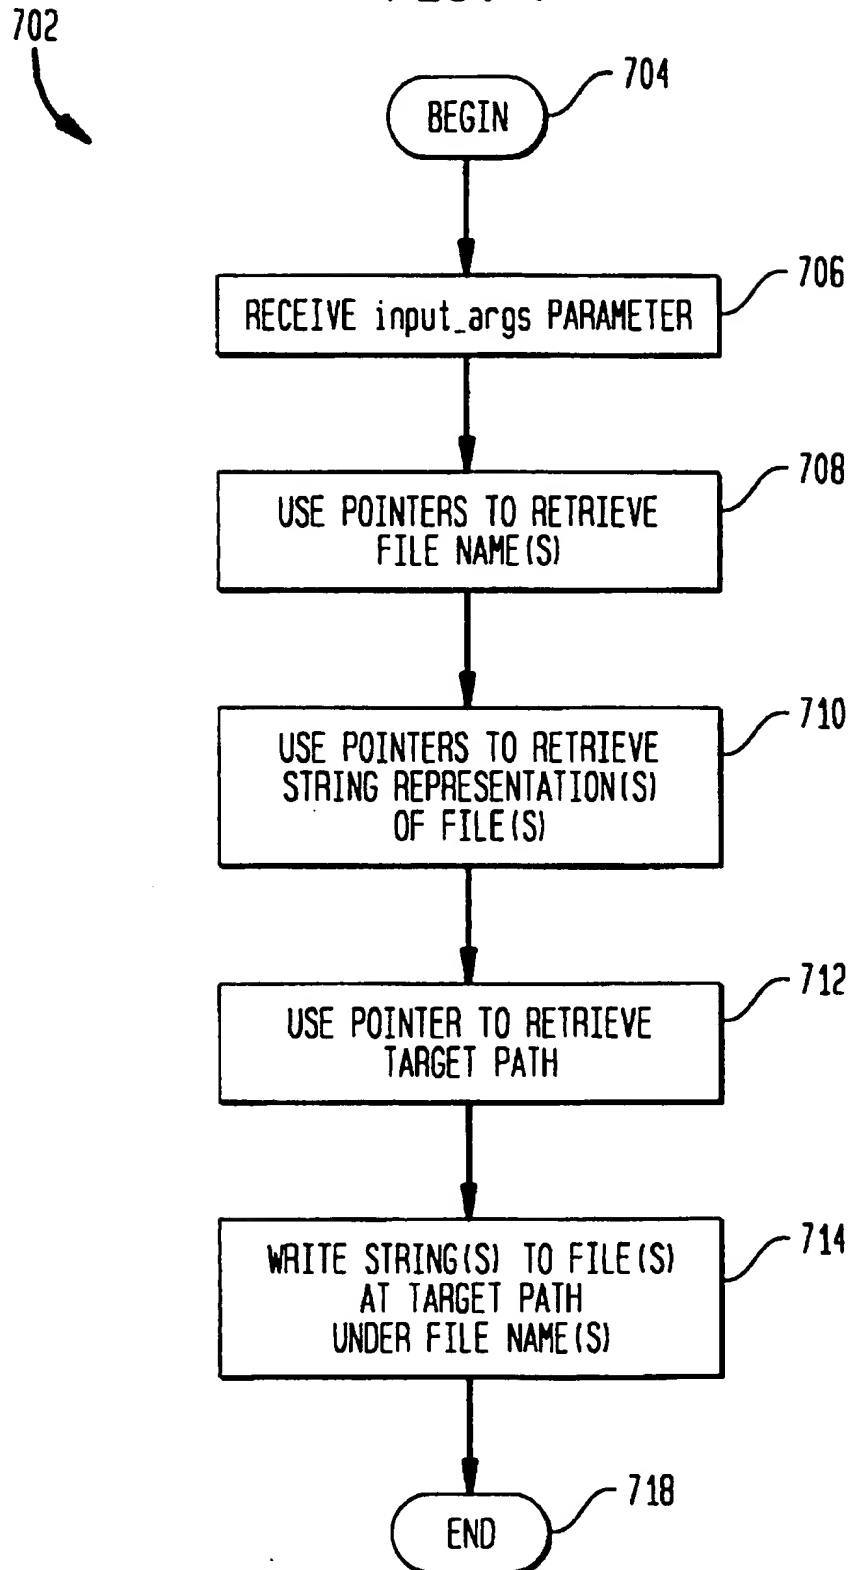 702
BEGIN
704
RECEIVE input_args PARAMETER
706
USE POINTERS TO RETRIEVE
FILE NAME(S)
708
USE POINTERS TO RETRIEVE
STRING REPRESENTATION(S)
OF FILE(S)
710
USE POINTER TO RETRIEVE
TARGET PATH
712
WRITE STRING(S) TO FILE(S)
AT TARGET PATH
UNDER FILE NAME(S)
714
END
718